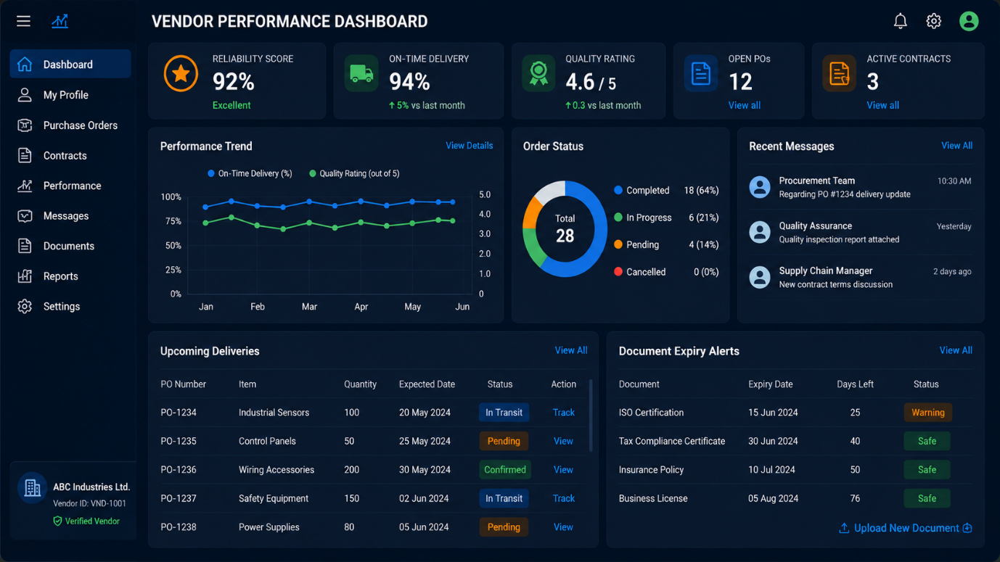 VENDOR PERFORMANCE DASHBOARD
Dashboard
My Profile
Purchase Orders
Contracts
Performance
Messages
Documents
Reports
Settings
ABC Industries Ltd.
Vendor ID: VND-1001
Verified Vendor
RELIABILITY SCORE
92%
Excellent
ON-TIME DELIVERY
94%
↑ 5% vs last month
QUALITY RATING
4.6 / 5
↑ 0.3 vs last month
OPEN POs
12
View all
ACTIVE CONTRACTS
3
View all
Performance Trend View Details
On-Time Delivery (%) Quality Rating (out of 5)
100% 5.0
75% 4.0
50% 3.0
25% 2.0
0% 1.0
0
Jan Feb Mar Apr May Jun
Order Status
Total
28
Completed 18 (64%)
In Progress 6 (21%)
Pending 4 (14%)
Cancelled 0 (0%)
Recent Messages View All
Procurement Team 10:30 AM
Regarding PO #1234 delivery update
Quality Assurance Yesterday
Quality inspection report attached
Supply Chain Manager 2 days ago
New contract terms discussion
Upcoming Deliveries View All
PO Number Item Quantity Expected Date Status Action
PO-1234 Industrial Sensors 100 20 May 2024 In Transit Track
PO-1235 Control Panels 50 25 May 2024 Pending View
PO-1236 Wiring Accessories 200 30 May 2024 Confirmed View
PO-1237 Safety Equipment 150 02 Jun 2024 In Transit Track
PO-1238 Power Supplies 80 05 Jun 2024 Pending View
Document Expiry Alerts View All
Document Expiry Date Days Left Status
ISO Certification 15 Jun 2024 25 Warning
Tax Compliance Certificate 30 Jun 2024 40 Safe
Insurance Policy 10 Jul 2024 50 Safe
Business License 05 Aug 2024 76 Safe
Upload New Document